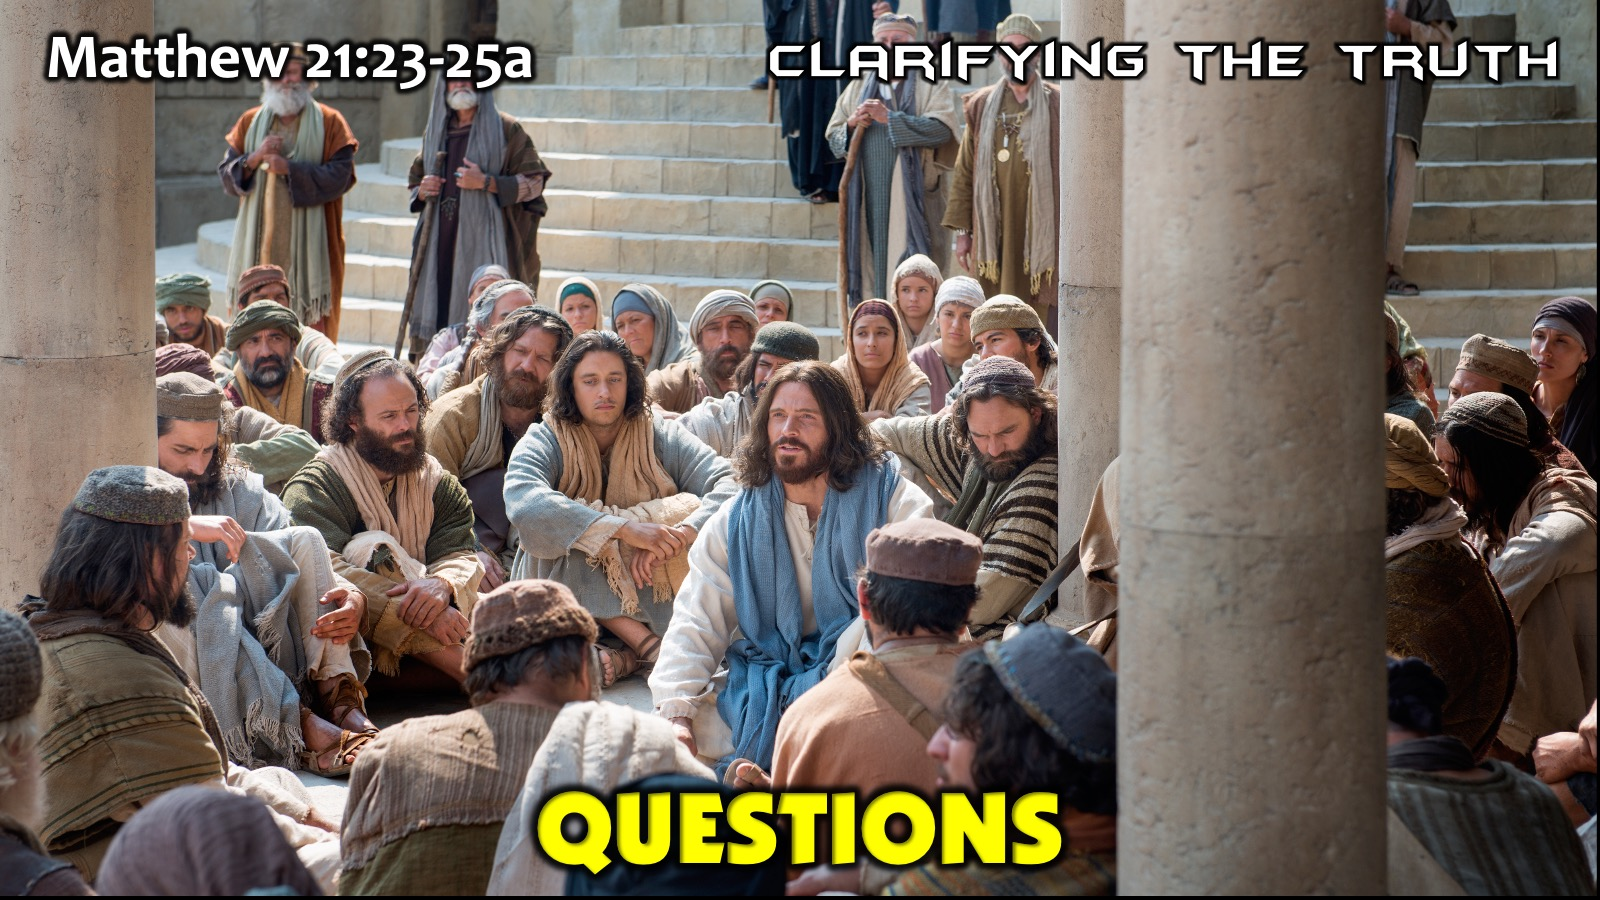 Matthew 21:23-25a
CLARIFYING THE TRUTH
QUESTIONS